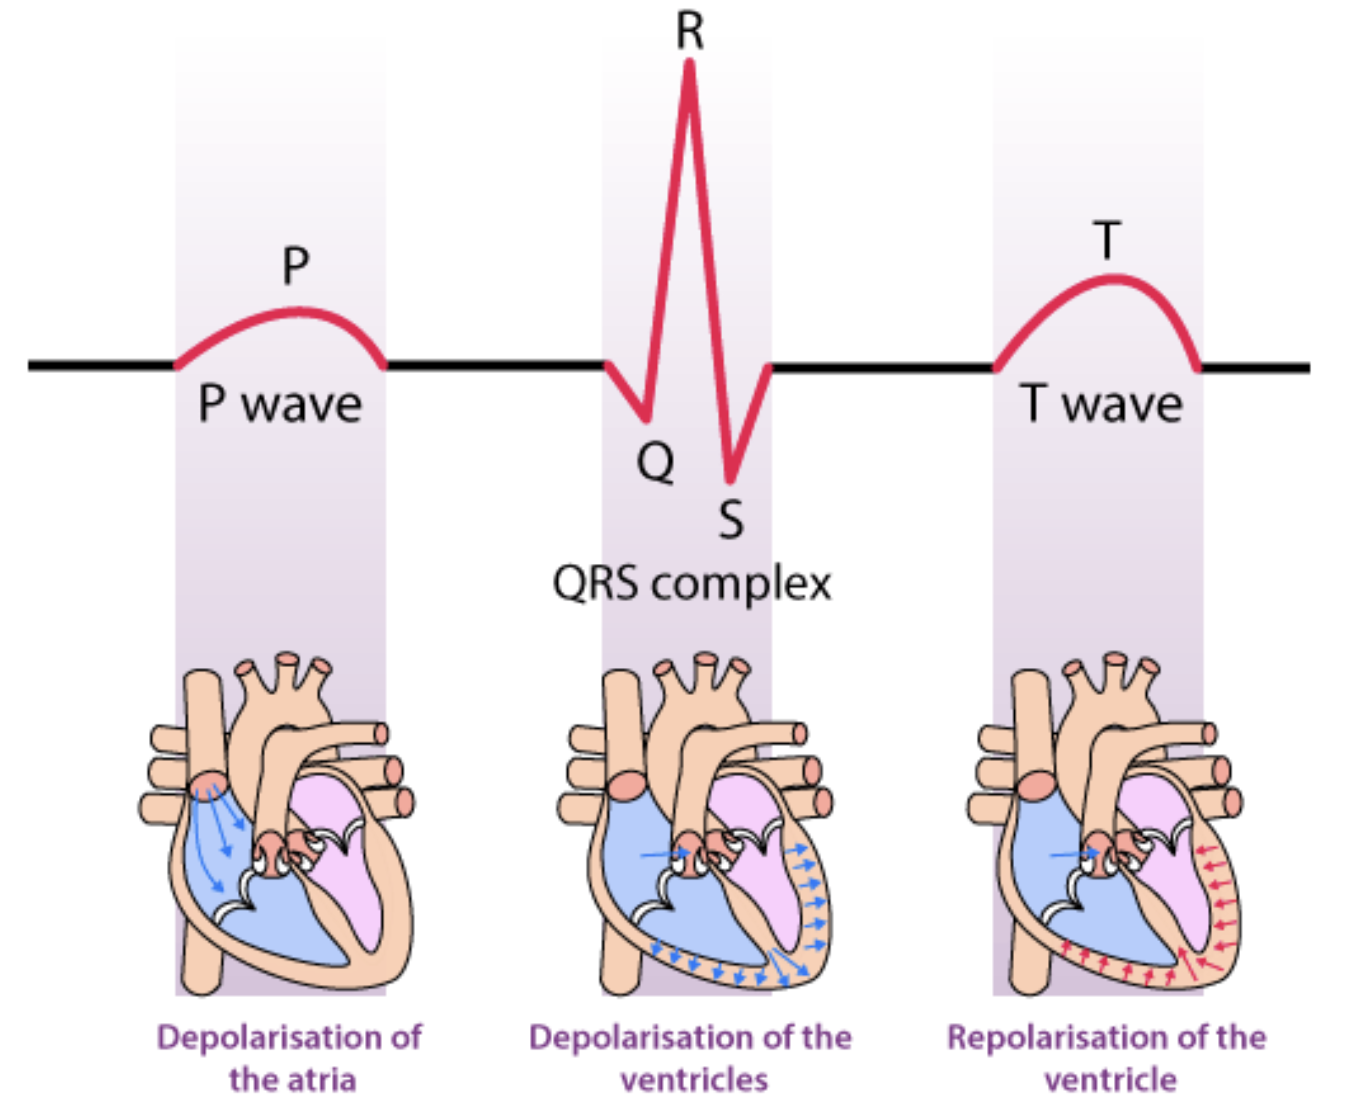 R
P
T
P wave
T wave
Q
S
QRS complex
Depolarisation of
the atria
Depolarisation of the
ventricles
Repolarisation of the
ventricle